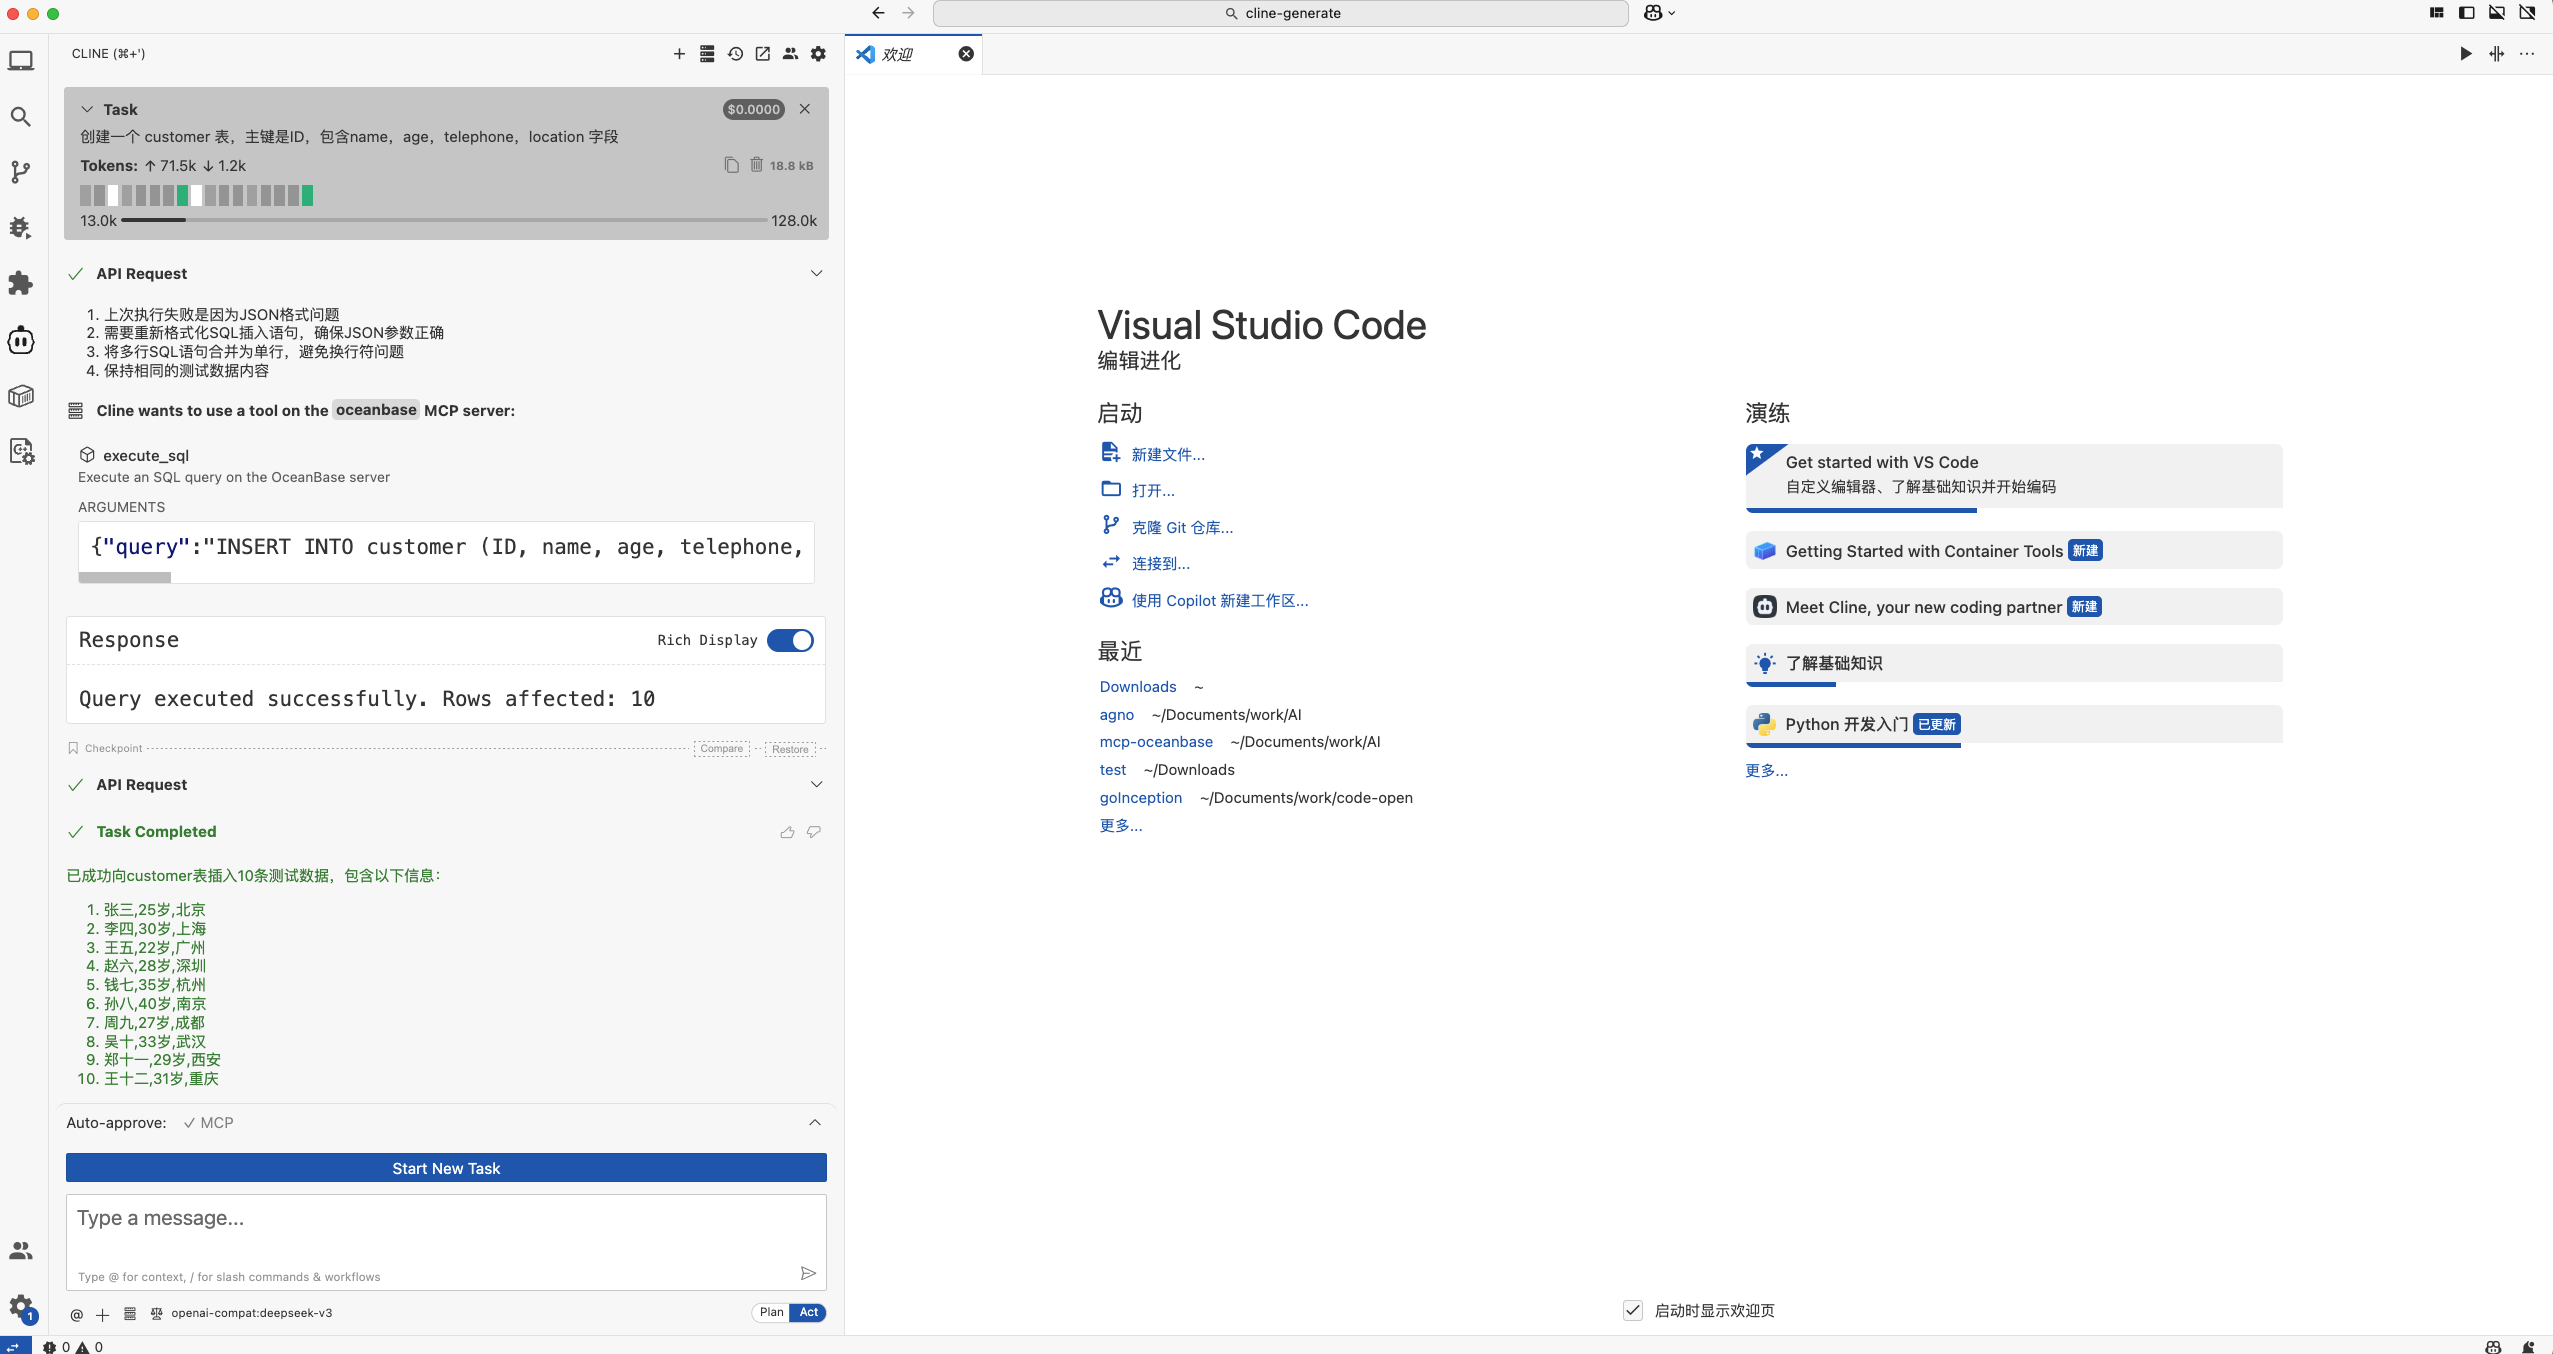 cline-generate
CLINE (⌘+')
Task
$0.0000
创建一个 customer 表，主键是ID，包含name，age，telephone，location 字段
Tokens: ↑ 71.5k ↓ 1.2k
18.8 kB
13.0k
128.0k
API Request
1. 上次执行失败是因为JSON格式问题
2. 需要重新格式化SQL插入语句，确保JSON参数正确
3. 将多行SQL语句合并为单行，避免换行符问题
4. 保持相同的测试数据内容
Cline wants to use a tool on the oceanbase MCP server:
execute_sql
Execute an SQL query on the OceanBase server
ARGUMENTS
{"query":"INSERT INTO customer (ID, name, age, telephone,
Response
Rich Display
Query executed successfully. Rows affected: 10
Checkpoint
Compare
Restore
API Request
Task Completed
已成功向customer表插入10条测试数据，包含以下信息：
1. 张三,25岁,北京
2. 李四,30岁,上海
3. 王五,22岁,广州
4. 赵六,28岁,深圳
5. 钱七,35岁,杭州
6. 孙八,40岁,南京
7. 周九,27岁,成都
8. 吴十,33岁,武汉
9. 郑十一,29岁,西安
10. 王十二,31岁,重庆
Auto-approve: ✓ MCP
Start New Task
Type a message...
Type @ for context, / for slash commands & workflows
@
openai-compat:deepseek-v3
Plan
Act
1
0
0
欢迎
Visual Studio Code
编辑进化
启动
新建文件...
打开...
克隆 Git 仓库...
连接到...
使用 Copilot 新建工作区...
最近
Downloads ~
agno ~/Documents/work/AI
mcp-oceanbase ~/Documents/work/AI
test ~/Downloads
goInception ~/Documents/work/code-open
更多...
演练
Get started with VS Code
自定义编辑器、了解基础知识并开始编码
Getting Started with Container Tools 新建
Meet Cline, your new coding partner 新建
了解基础知识
Python 开发入门 已更新
更多...
启动时显示欢迎页